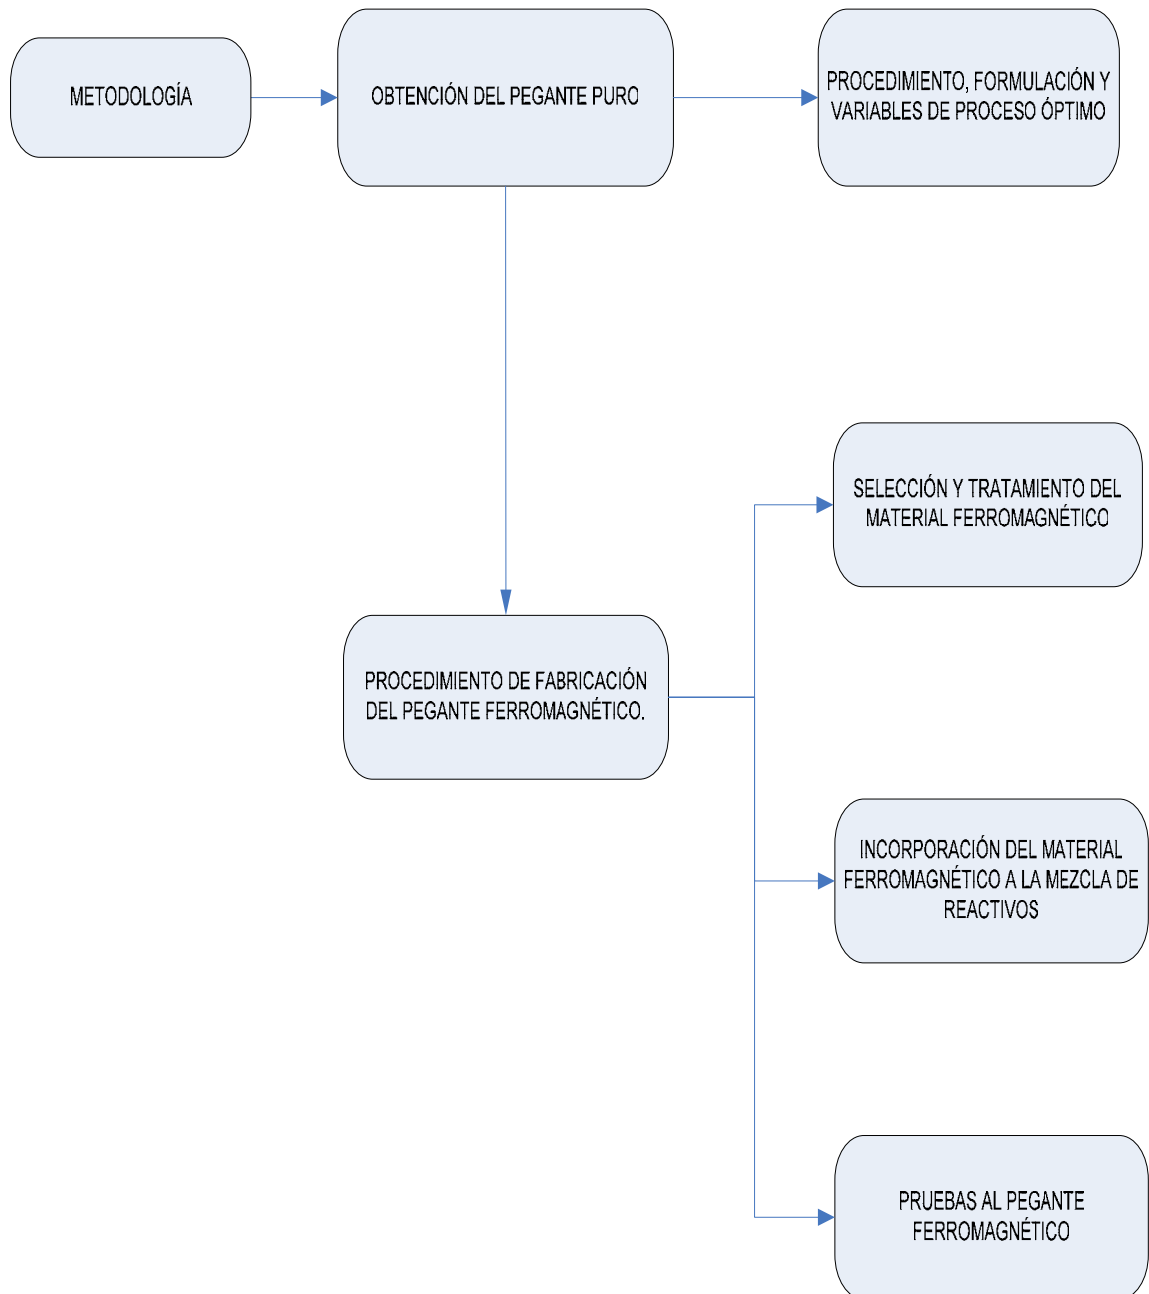 METODOLOGÍA
OBTENCIÓN DEL PEGANTE PURO
PROCEDIMIENTO, FORMULACIÓN Y
VARIABLES DE PROCESO ÓPTIMO
SELECCIÓN Y TRATAMIENTO DEL
MATERIAL FERROMAGNÉTICO
PROCEDIMIENTO DE FABRICACIÓN
DEL PEGANTE FERROMAGNÉTICO.
INCORPORACIÓN DEL MATERIAL
FERROMAGNÉTICO A LA MEZCLA DE
REACTIVOS
PRUEBAS AL PEGANTE
FERROMAGNÉTICO